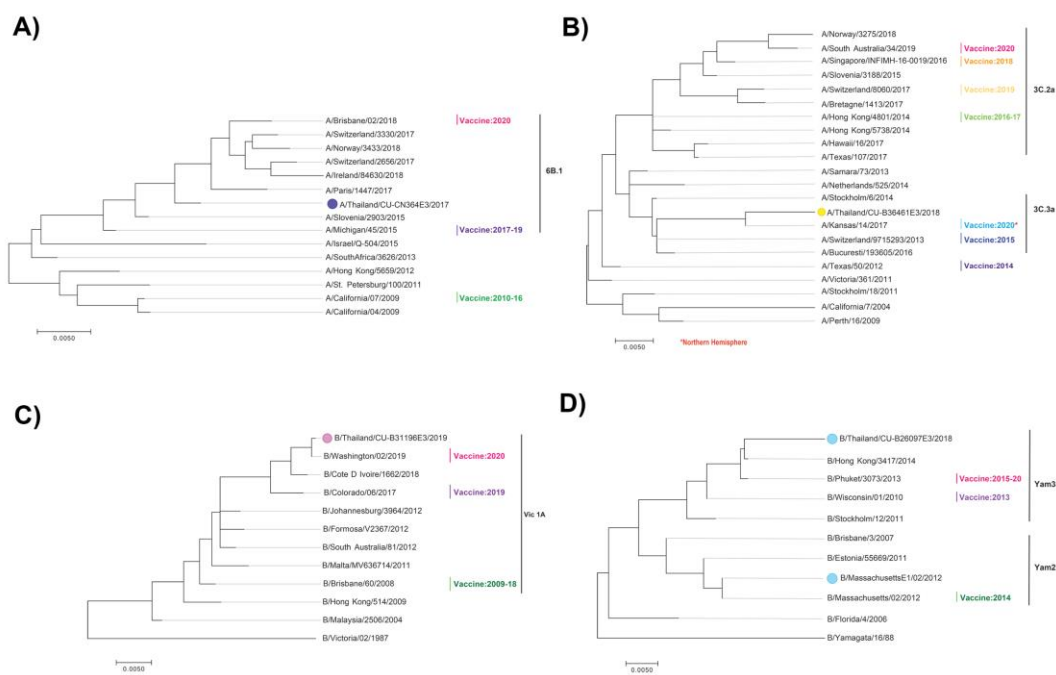 A)
A/Brisbane/02/2018 Vaccine:2020
A/Switzerland/3330/2017
A/Norway/3433/2018
A/Switzerland/2656/2017
A/Ireland/84630/2018
6B.1
A/Paris/1447/2017
A/Thailand/CU-CN364E3/2017
A/Slovenia/2903/2015
A/Michigan/45/2015 Vaccine:2017-19
A/Israel/Q-504/2015
A/SouthAfrica/3626/2013
A/Hong Kong/5659/2012
A/St. Petersburg/100/2011
A/California/07/2009 Vaccine:2010-16
A/California/04/2009
0.0050
B)
A/Norway/3275/2018
A/South Australia/34/2019 Vaccine:2020
A/Singapore/INFIMH-16-0019/2016 Vaccine:2018
A/Slovenia/3188/2015
A/Switzerland/8060/2017 Vaccine:2019
3C.2a
A/Bretagne/1413/2017
A/Hong Kong/4801/2014 Vaccine:2016-17
A/Hong Kong/5738/2014
A/Hawaii/16/2017
A/Texas/107/2017
A/Samara/73/2013
A/Netherlands/525/2014
A/Stockholm/6/2014
A/Thailand/CU-B36461E3/2018
3C.3a
A/Kansas/14/2017 Vaccine:2020*
A/Switzerland/9715293/2013 Vaccine:2015
A/Bucuresti/193605/2016
A/Texas/50/2012 Vaccine:2014
A/Victoria/361/2011
A/Stockholm/18/2011
A/California/7/2004
A/Perth/16/2009
0.0050
*Northern Hemisphere
C)
B/Thailand/CU-B31196E3/2019
B/Washington/02/2019 Vaccine:2020
B/Cote D Ivoire/1662/2018
B/Colorado/06/2017 Vaccine:2019
B/Johannesburg/3964/2012
Vic 1A
B/Formosa/V2367/2012
B/South Australia/81/2012
B/Malta/MV636714/2011
B/Brisbane/60/2008 Vaccine:2009-18
B/Hong Kong/514/2009
B/Malaysia/2506/2004
B/Victoria/02/1987
0.0050
D)
B/Thailand/CU-B26097E3/2018
B/Hong Kong/3417/2014
B/Phuket/3073/2013 Vaccine:2015-20
Yam3
B/Wisconsin/01/2010 Vaccine:2013
B/Stockholm/12/2011
B/Brisbane/3/2007
B/Estonia/55669/2011
Yam2
B/MassachusettsE1/02/2012
B/Massachusetts/02/2012 Vaccine:2014
B/Florida/4/2006
B/Yamagata/16/88
0.0050